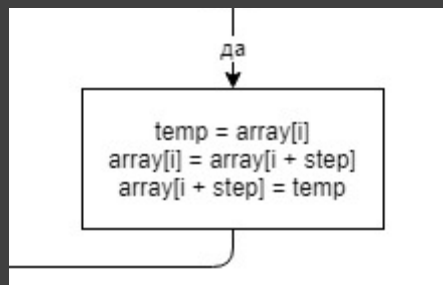 да
temp = array[i]
array[i] = array[i + step]
array[i + step] = temp